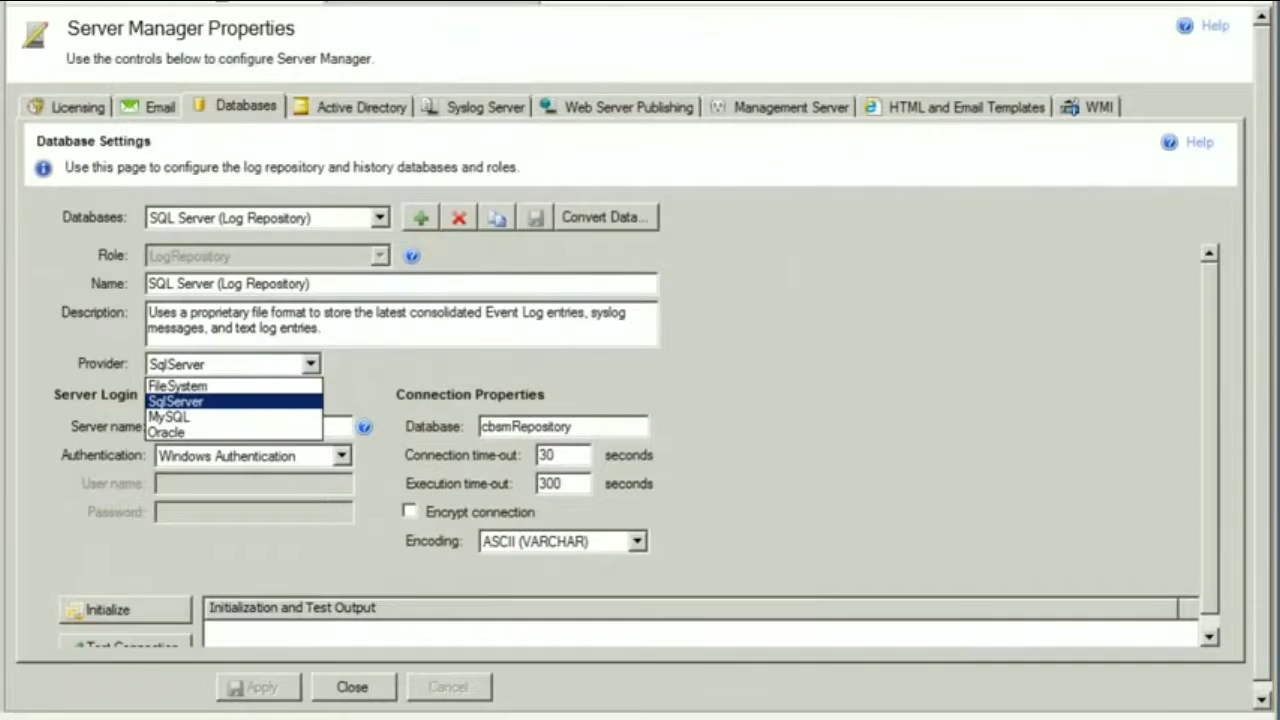 Server Manager Properties
Help
Use the controls below to configure Server Manager.
Licensing Email Databases Active Directory Syslog Server Web Server Publishing Management Server HTML and Email Templates WMI
Database Settings
Help
Use this page to configure the log repository and history databases and roles.
Databases: SQL Server (Log Repository) Convert Data...
Role: LogRepository
Name: SQL Server (Log Repository)
Description: Uses a proprietary file format to store the latest consolidated Event Log entries, syslog
messages, and text log entries.
Provider: SqlServer
FileSystem
SqlServer
MySQL
Oracle
Server Login
Connection Properties
Server name:
Database: cbsmRepository
Authentication: Windows Authentication
Connection time-out: 30 seconds
User name:
Execution time-out: 300 seconds
Password:
Encrypt connection
Encoding: ASCII (VARCHAR)
Initialize
Initialization and Test Output
Test Connection
Apply Close Cancel